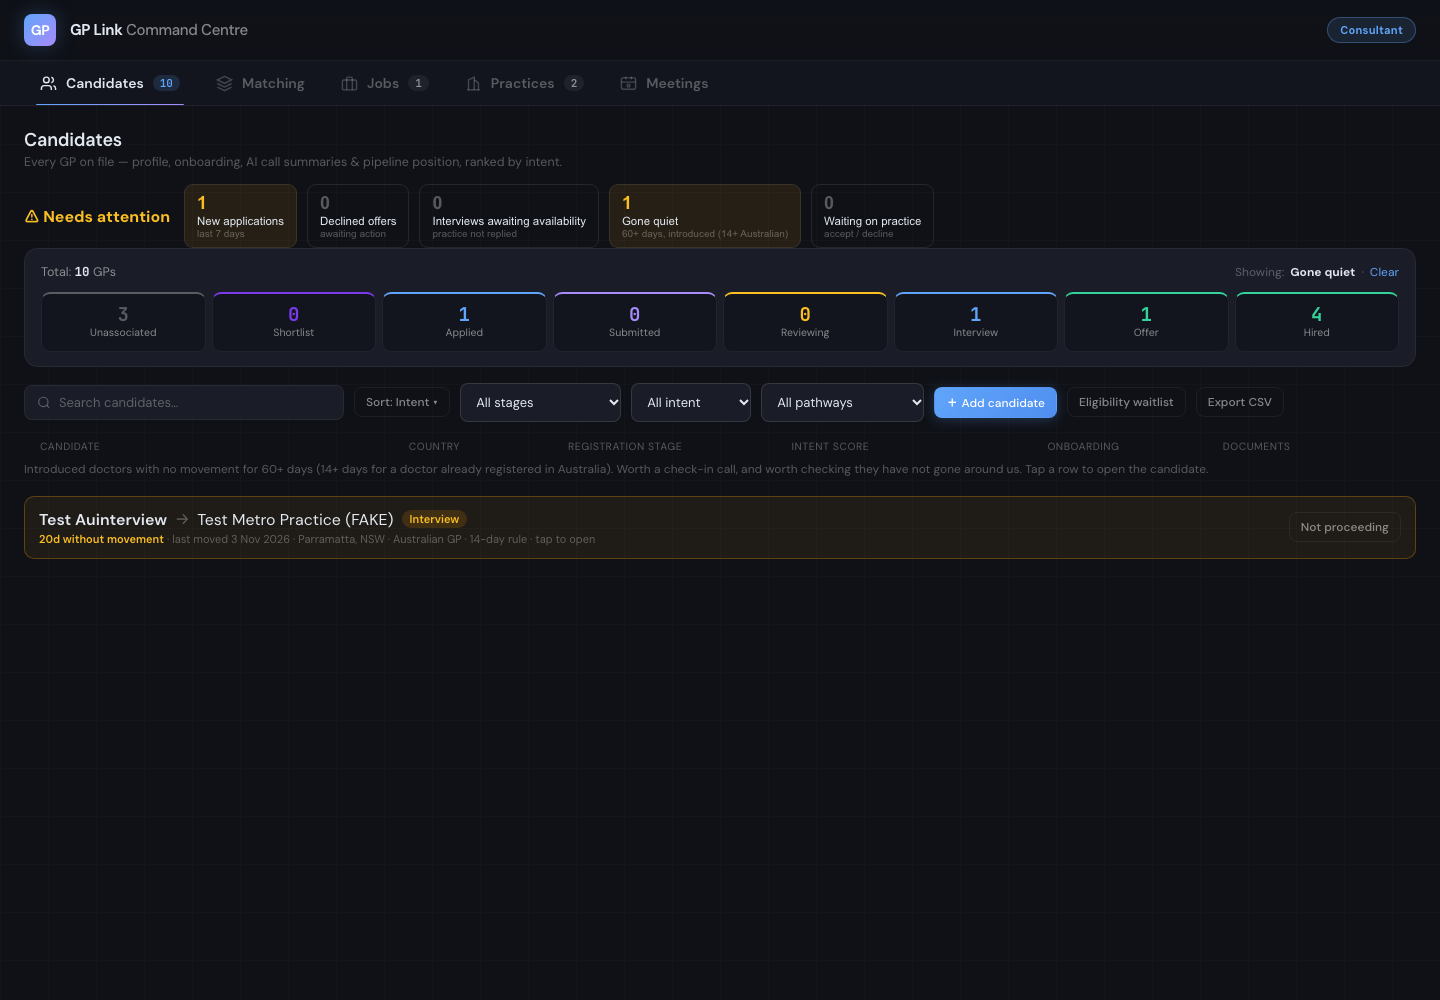 GP GP Link Command Centre Consultant
Candidates 10 Matching Jobs 1 Practices 2 Meetings
Candidates
Every GP on file — profile, onboarding, AI call summaries & pipeline position, ranked by intent.
Needs attention
1
New applications
last 7 days
0
Declined offers
awaiting action
0
Interviews awaiting availability
practice not replied
1
Gone quiet
60+ days, introduced (14+ Australian)
0
Waiting on practice
accept / decline
Total: 10 GPs
Showing: Gone quiet · Clear
3
Unassociated
0
Shortlist
1
Applied
0
Submitted
0
Reviewing
1
Interview
1
Offer
4
Hired
Search candidates... Sort: Intent ▾ All stages All intent All pathways + Add candidate Eligibility waitlist Export CSV
CANDIDATE COUNTRY REGISTRATION STAGE INTENT SCORE ONBOARDING DOCUMENTS
Introduced doctors with no movement for 60+ days (14+ days for a doctor already registered in Australia). Worth a check-in call, and worth checking they have not gone around us. Tap a row to open the candidate.
Test Auinterview → Test Metro Practice (FAKE) Interview
20d without movement · last moved 3 Nov 2026 · Parramatta, NSW · Australian GP · 14-day rule · tap to open
Not proceeding